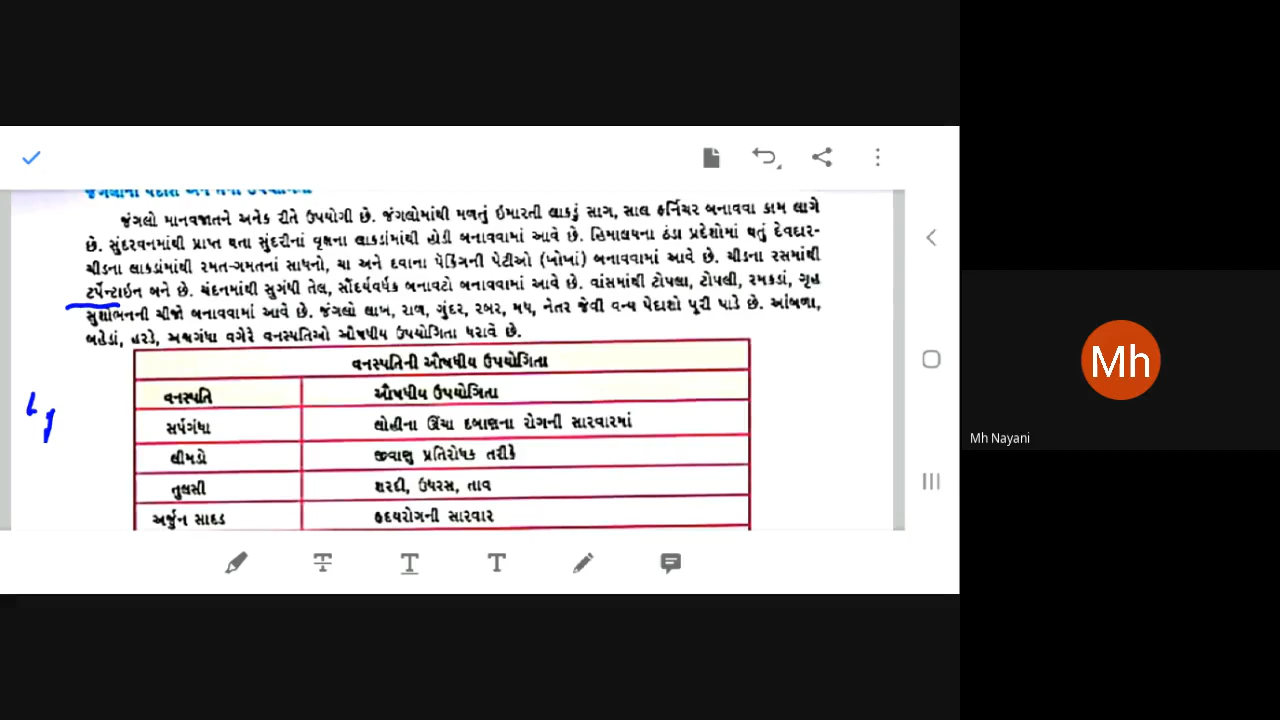 જંગલોની પેદાશ અને તેની ઉપયોગિતા
જંગલો માનવજાતને અનેક રીતે ઉપયોગી છે. જંગલોમાંથી મળતું ઇમારતી લાકડું સાગ, સાલ ફર્નિચર બનાવવા કામ લાગે
છે. સુંદરવનમાંથી પ્રાપ્ત થતા સુંદરીનાં વૃક્ષના લાકડાંમાંથી હોડી બનાવવામાં આવે છે. હિમાલયના ઠંડા પ્રદેશોમાં થતું દેવદાર-
ચીડના લાકડાંમાંથી રમત-ગમતનાં સાધનો, ચા અને દવાના પૅકિંગની પેટીઓ (ખોખાં) બનાવવામાં આવે છે. ચીડના રસમાંથી
ટર્પેન્ટાઇન બને છે. ચંદનમાંથી સુગંધી તેલ, સૌંદર્યવર્ધક બનાવટો બનાવવામાં આવે છે. વાંસમાંથી ટોપલા, ટોપલી, રમકડાં, ગૃહ
સુશોભનની ચીજો બનાવવામાં આવે છે. જંગલો લાખ, રાળ, ગુંદર, રબર, મધ, નેતર જેવી વન્ય પેદાશો પૂરી પાડે છે. આંબળા,
બહેડાં, હરડે, અશ્વગંધા વગેરે વનસ્પતિઓ ઔષધીય ઉપયોગિતા ધરાવે છે.
વનસ્પતિની ઔષધીય ઉપયોગિતા
વનસ્પતિ ઔષધીય ઉપયોગિતા
સર્પગંધા લોહીના ઊંચા દબાણના રોગની સારવારમાં
લીમડો જીવાણુ પ્રતિરોધક તરીકે
તુલસી શરદી, ઉધરસ, તાવ
અર્જુન સાદડ હૃદયરોગની સારવાર
Mh
Mh Nayani